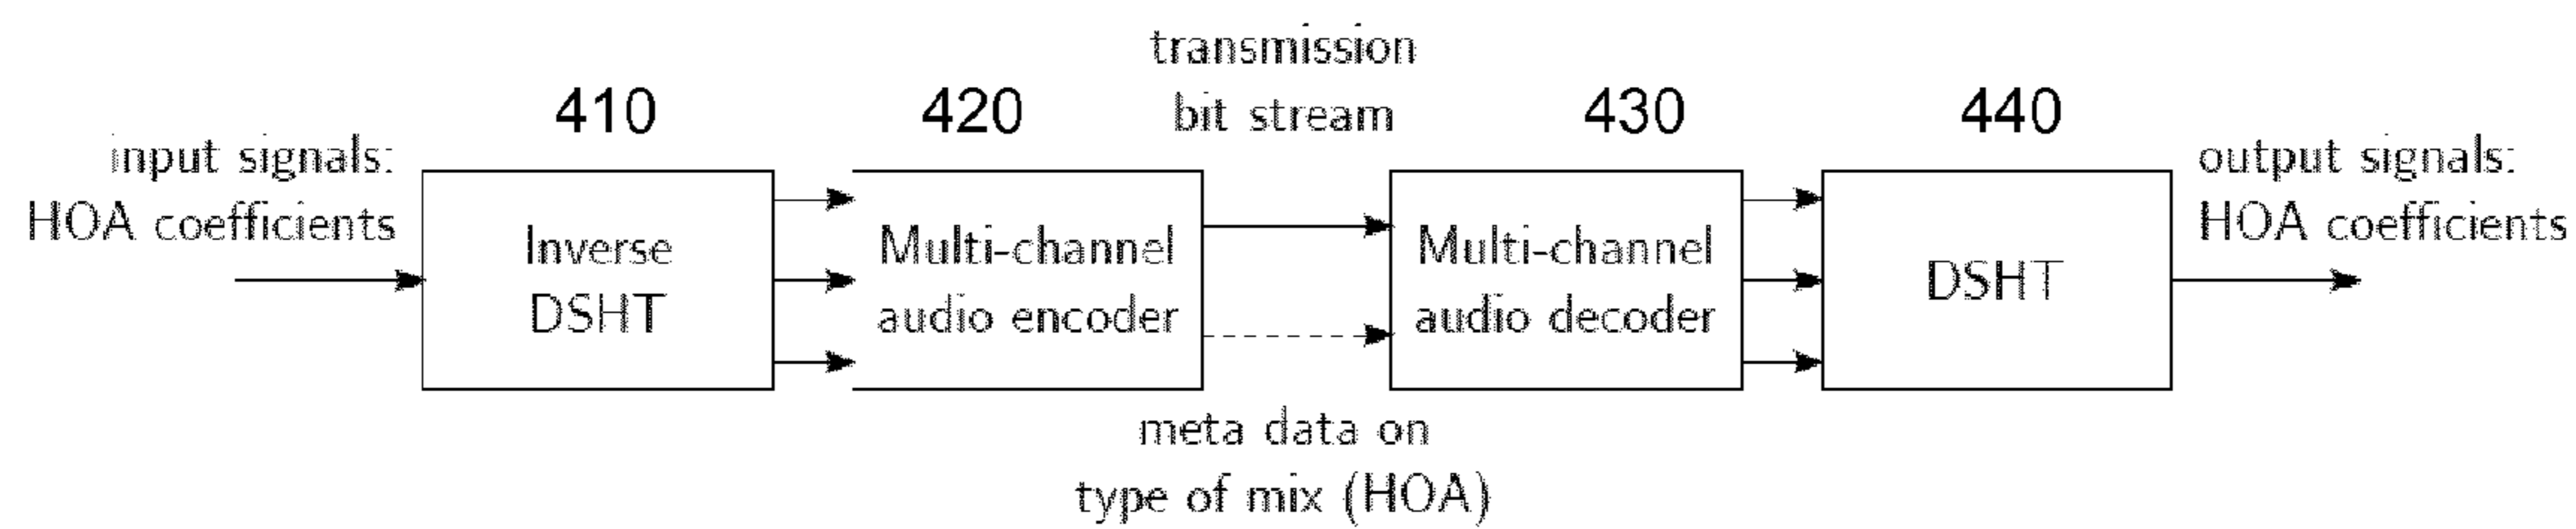 input signals:
HOA coefficients
410
Inverse
DSHT
420
Multi-channel
audio encoder
transmission
bit stream
meta data on
type of mix (HOA)
430
Multi-channel
audio decoder
440
DSHT
output signals:
HOA coefficients